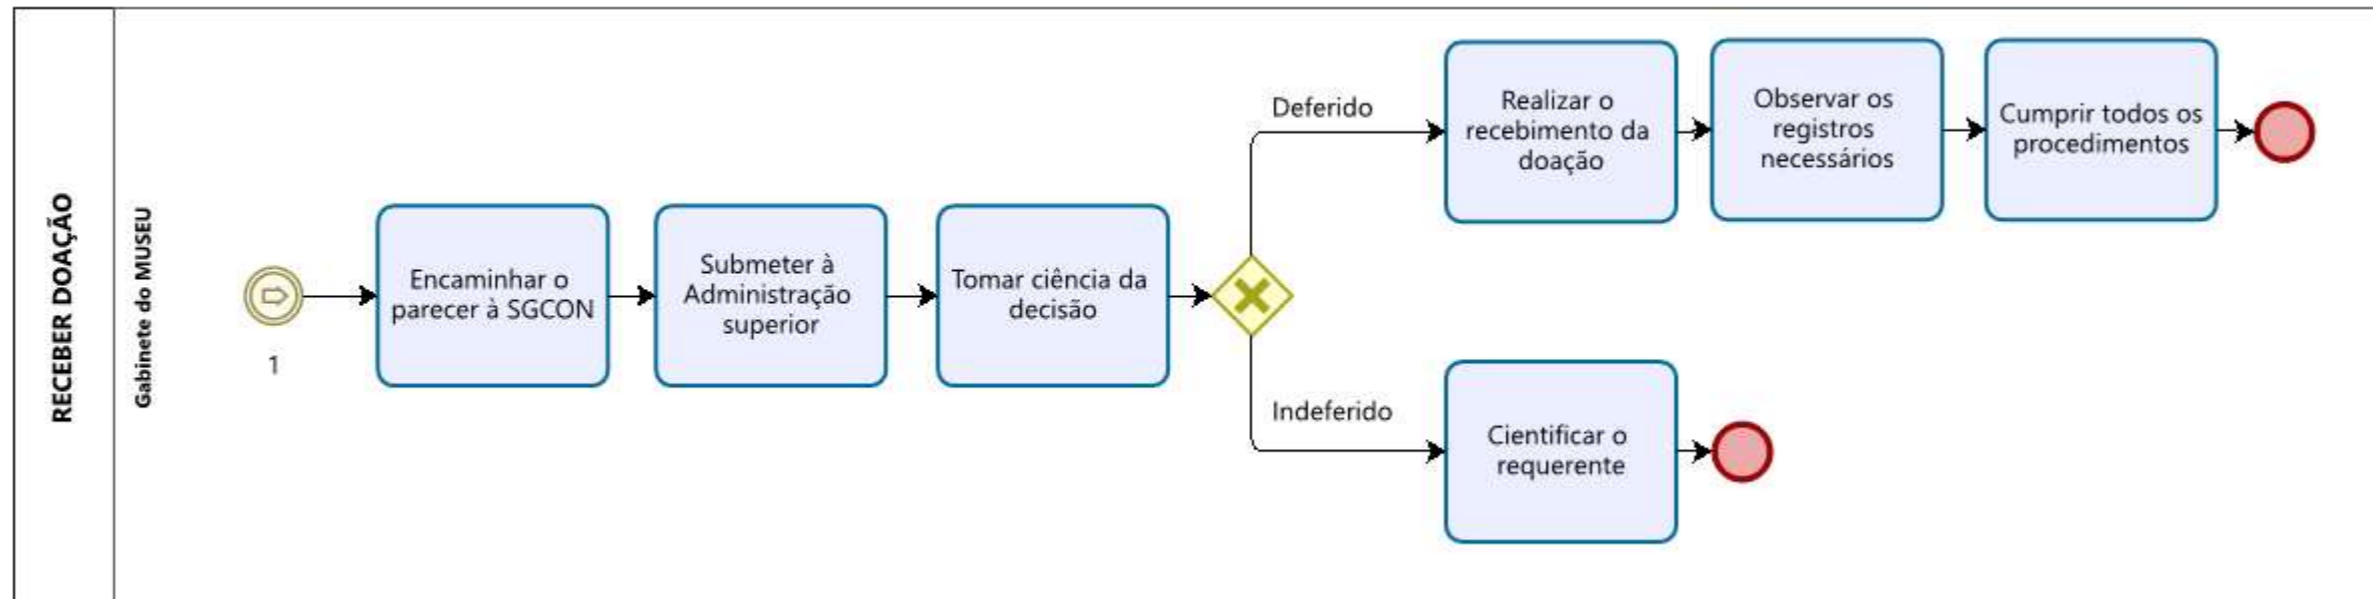 RECEBER DOAÇÃO
Gabinete do MUSEU
1
Encaminhar o
parecer à SGCON
Submeter à
Administração
superior
Tomar ciência da
decisão
Deferido
Realizar o
recebimento da
doação
Observar os
registros
necessários
Cumprir todos os
procedimentos
Indeferido
Cientificar o
requerente